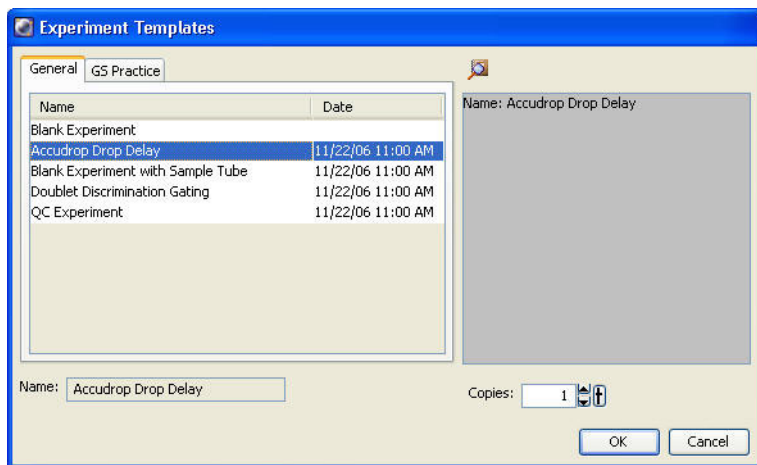 Experiment Templates
General GS Practice
Name Date
Blank Experiment
Accudrop Drop Delay 11/22/06 11:00 AM
Blank Experiment with Sample Tube 11/22/06 11:00 AM
Doublet Discrimination Gating 11/22/06 11:00 AM
QC Experiment 11/22/06 11:00 AM
Name: Accudrop Drop Delay
Name: Accudrop Drop Delay
Copies: 1
OK Cancel